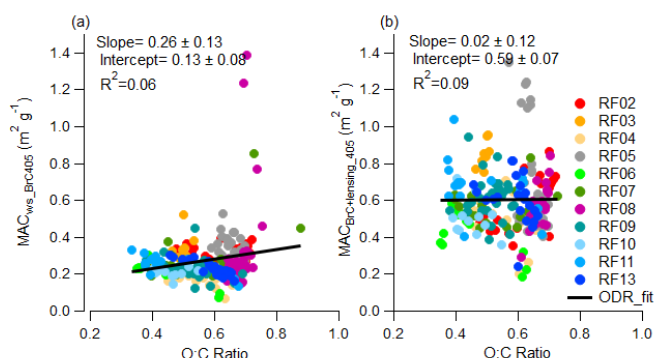 (a)
Slope= 0.26 ± 0.13
Intercept= 0.13 ± 0.08
R²=0.06
MACws_BrC405 (m² g⁻¹)
1.4
1.2
1.0
0.8
0.6
0.4
0.2
0.0
0.2 0.4 0.6 0.8 1.0
O:C Ratio
(b)
Slope= 0.02 ± 0.12
Intercept= 0.59 ± 0.07
R²=0.09
MACBrC+lensing_405 (m² g⁻¹)
1.4
1.2
1.0
0.8
0.6
0.4
0.2
0.0
0.2 0.4 0.6 0.8 1.0
O:C Ratio
RF02
RF03
RF04
RF05
RF06
RF07
RF08
RF09
RF10
RF11
RF13
ODR_fit